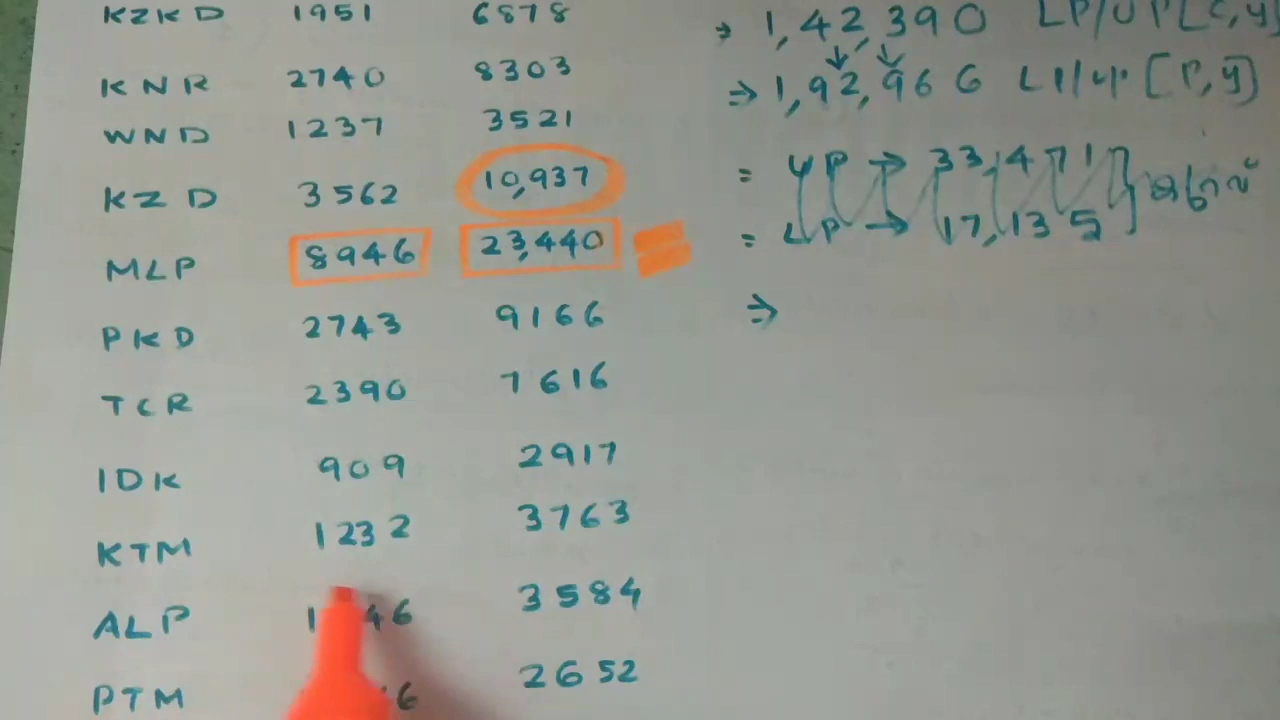 KZKD 1951 6878
KNR 2740 8303
WND 1237 3521
KZD 3562 10,937
MLP 8946 23,440
PKD 2743 9166
TCR 2390 7616
IDK 909 2917
KTM 1232 3763
ALP 3584
PTM 2652
⇒ 1,42,390 LP/UP [C,Y]
⇒ 1,92,966 LP/UP [P,Y]
= UP → 33,471
= LP → 17,135
⇒